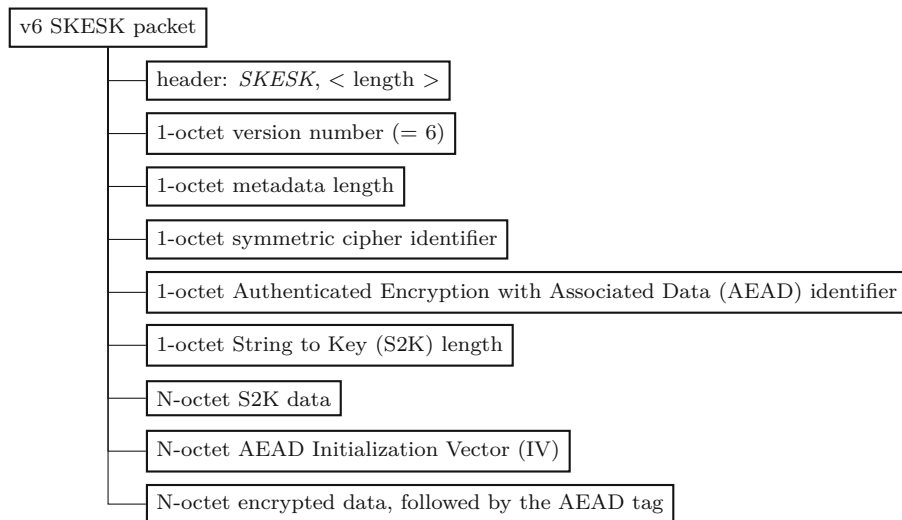 v6 SKESK packet
header: SKESK, < length >
1-octet version number (= 6)
1-octet metadata length
1-octet symmetric cipher identifier
1-octet Authenticated Encryption with Associated Data (AEAD) identifier
1-octet String to Key (S2K) length
N-octet S2K data
N-octet AEAD Initialization Vector (IV)
N-octet encrypted data, followed by the AEAD tag